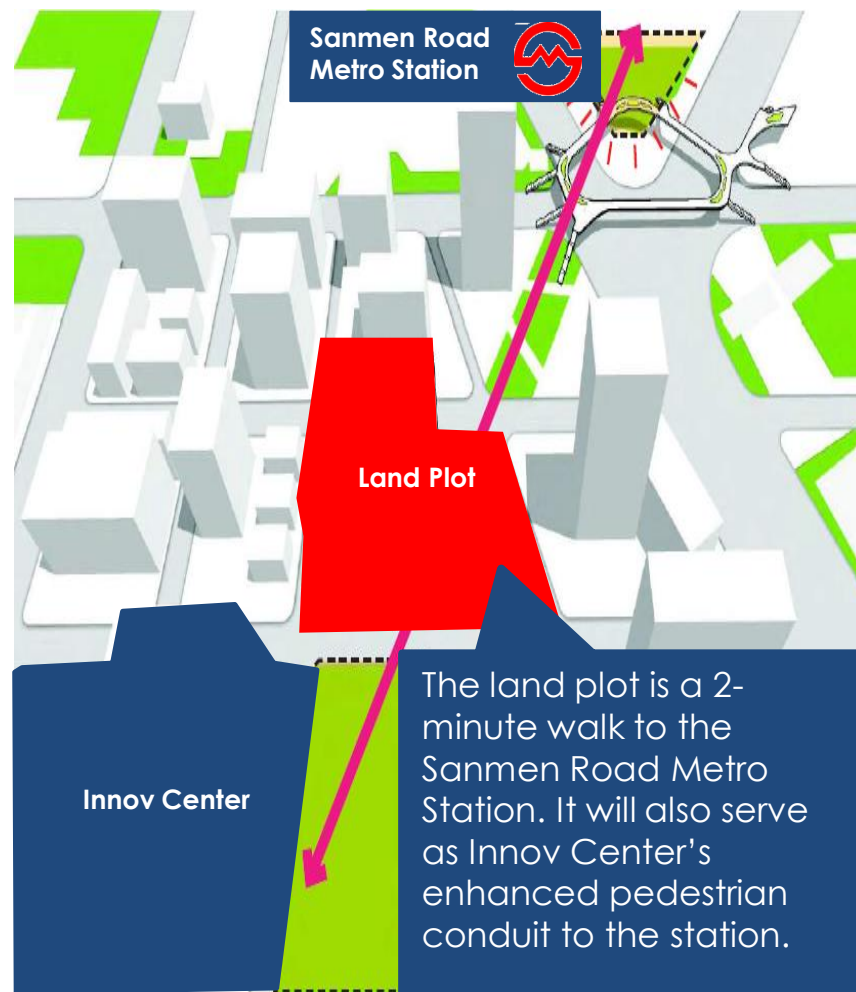 Sanmen Road
Metro Station
Land Plot
Innov Center
The land plot is a 2-
minute walk to the
Sanmen Road Metro
Station. It will also serve
as Innov Center’s
enhanced pedestrian
conduit to the station.